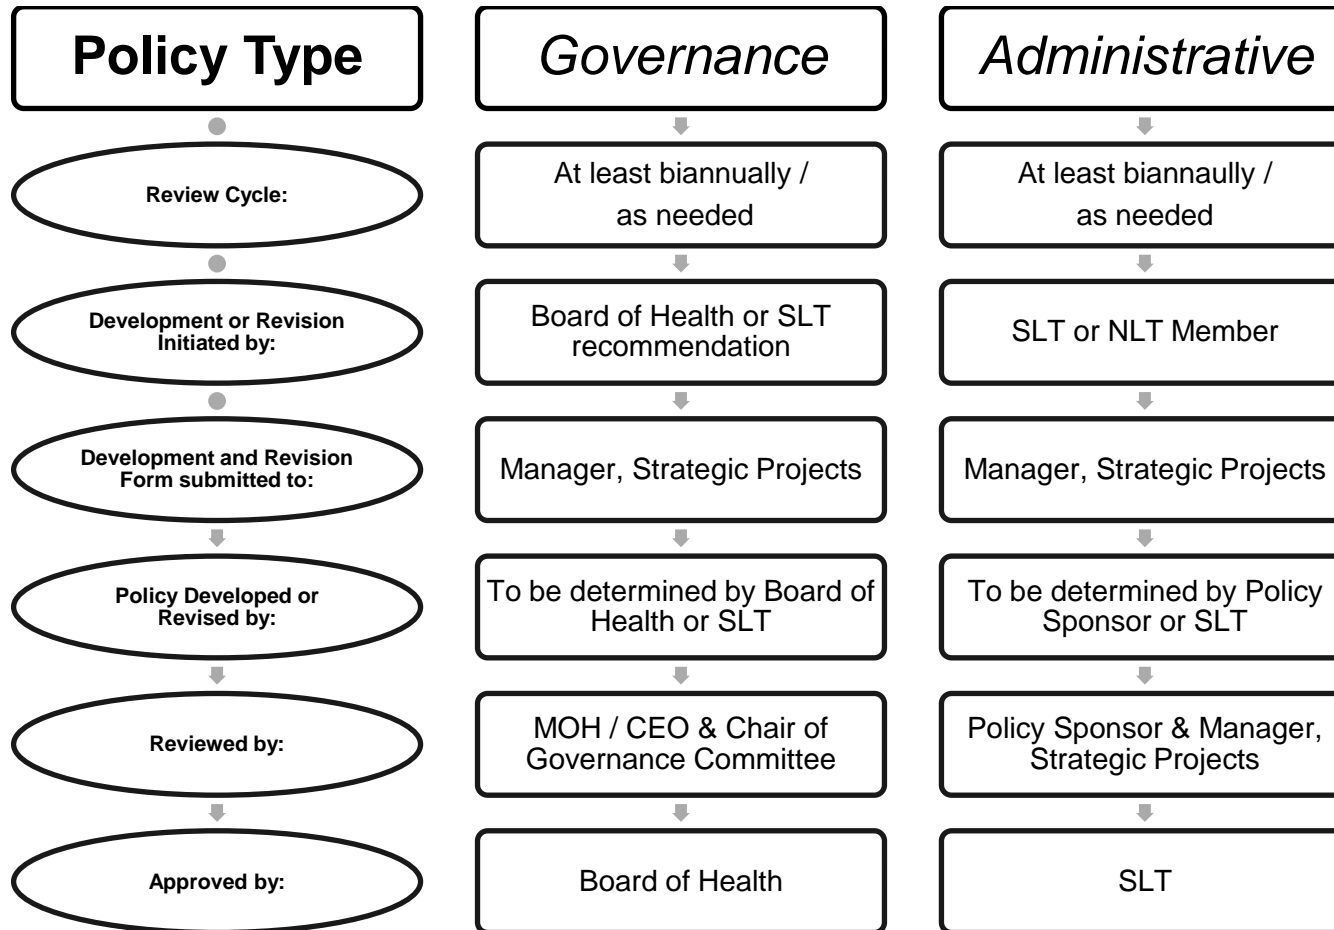 Policy Type
Governance
Administrative
Review Cycle:
At least biannually /
as needed
At least biannaully /
as needed
Development or Revision
Initiated by:
Board of Health or SLT
recommendation
SLT or NLT Member
Development and Revision
Form submitted to:
Manager, Strategic Projects
Manager, Strategic Projects
Policy Developed or
Revised by:
To be determined by Board of
Health or SLT
To be determined by Policy
Sponsor or SLT
Reviewed by:
MOH / CEO & Chair of
Governance Committee
Policy Sponsor & Manager,
Strategic Projects
Approved by:
Board of Health
SLT